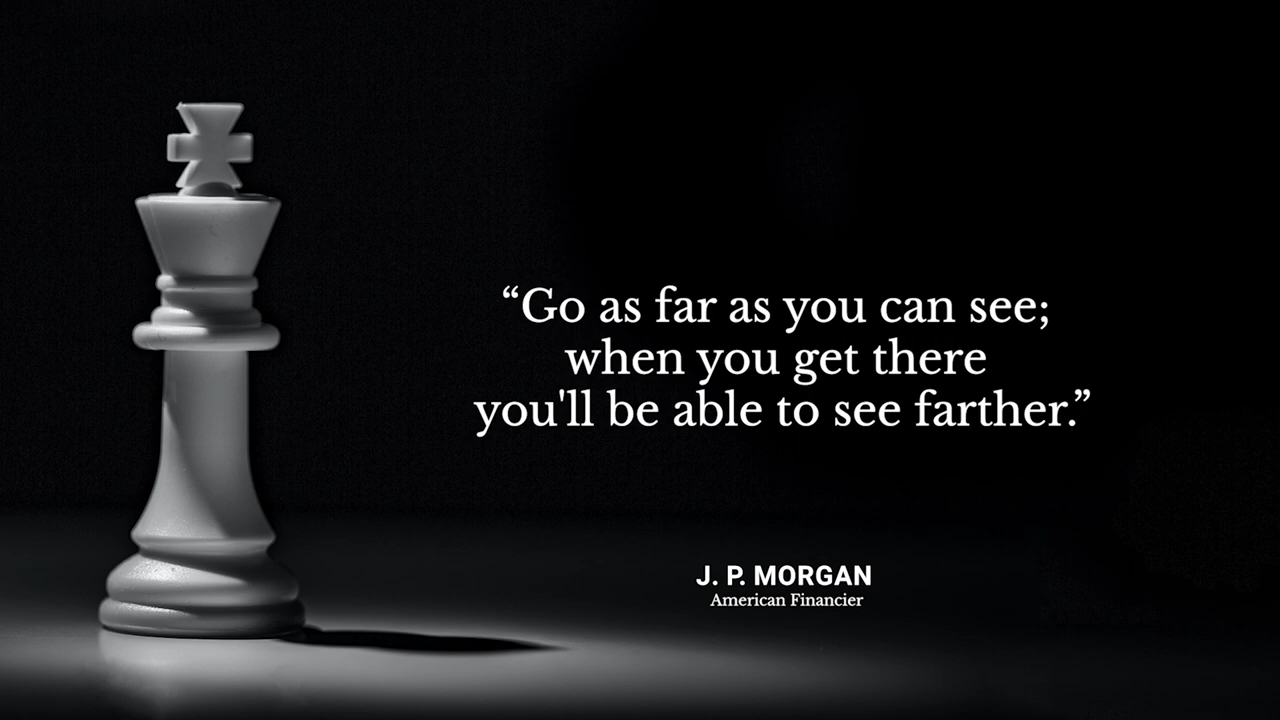 “Go as far as you can see;
when you get there
you'll be able to see farther.”
J. P. MORGAN
American Financier